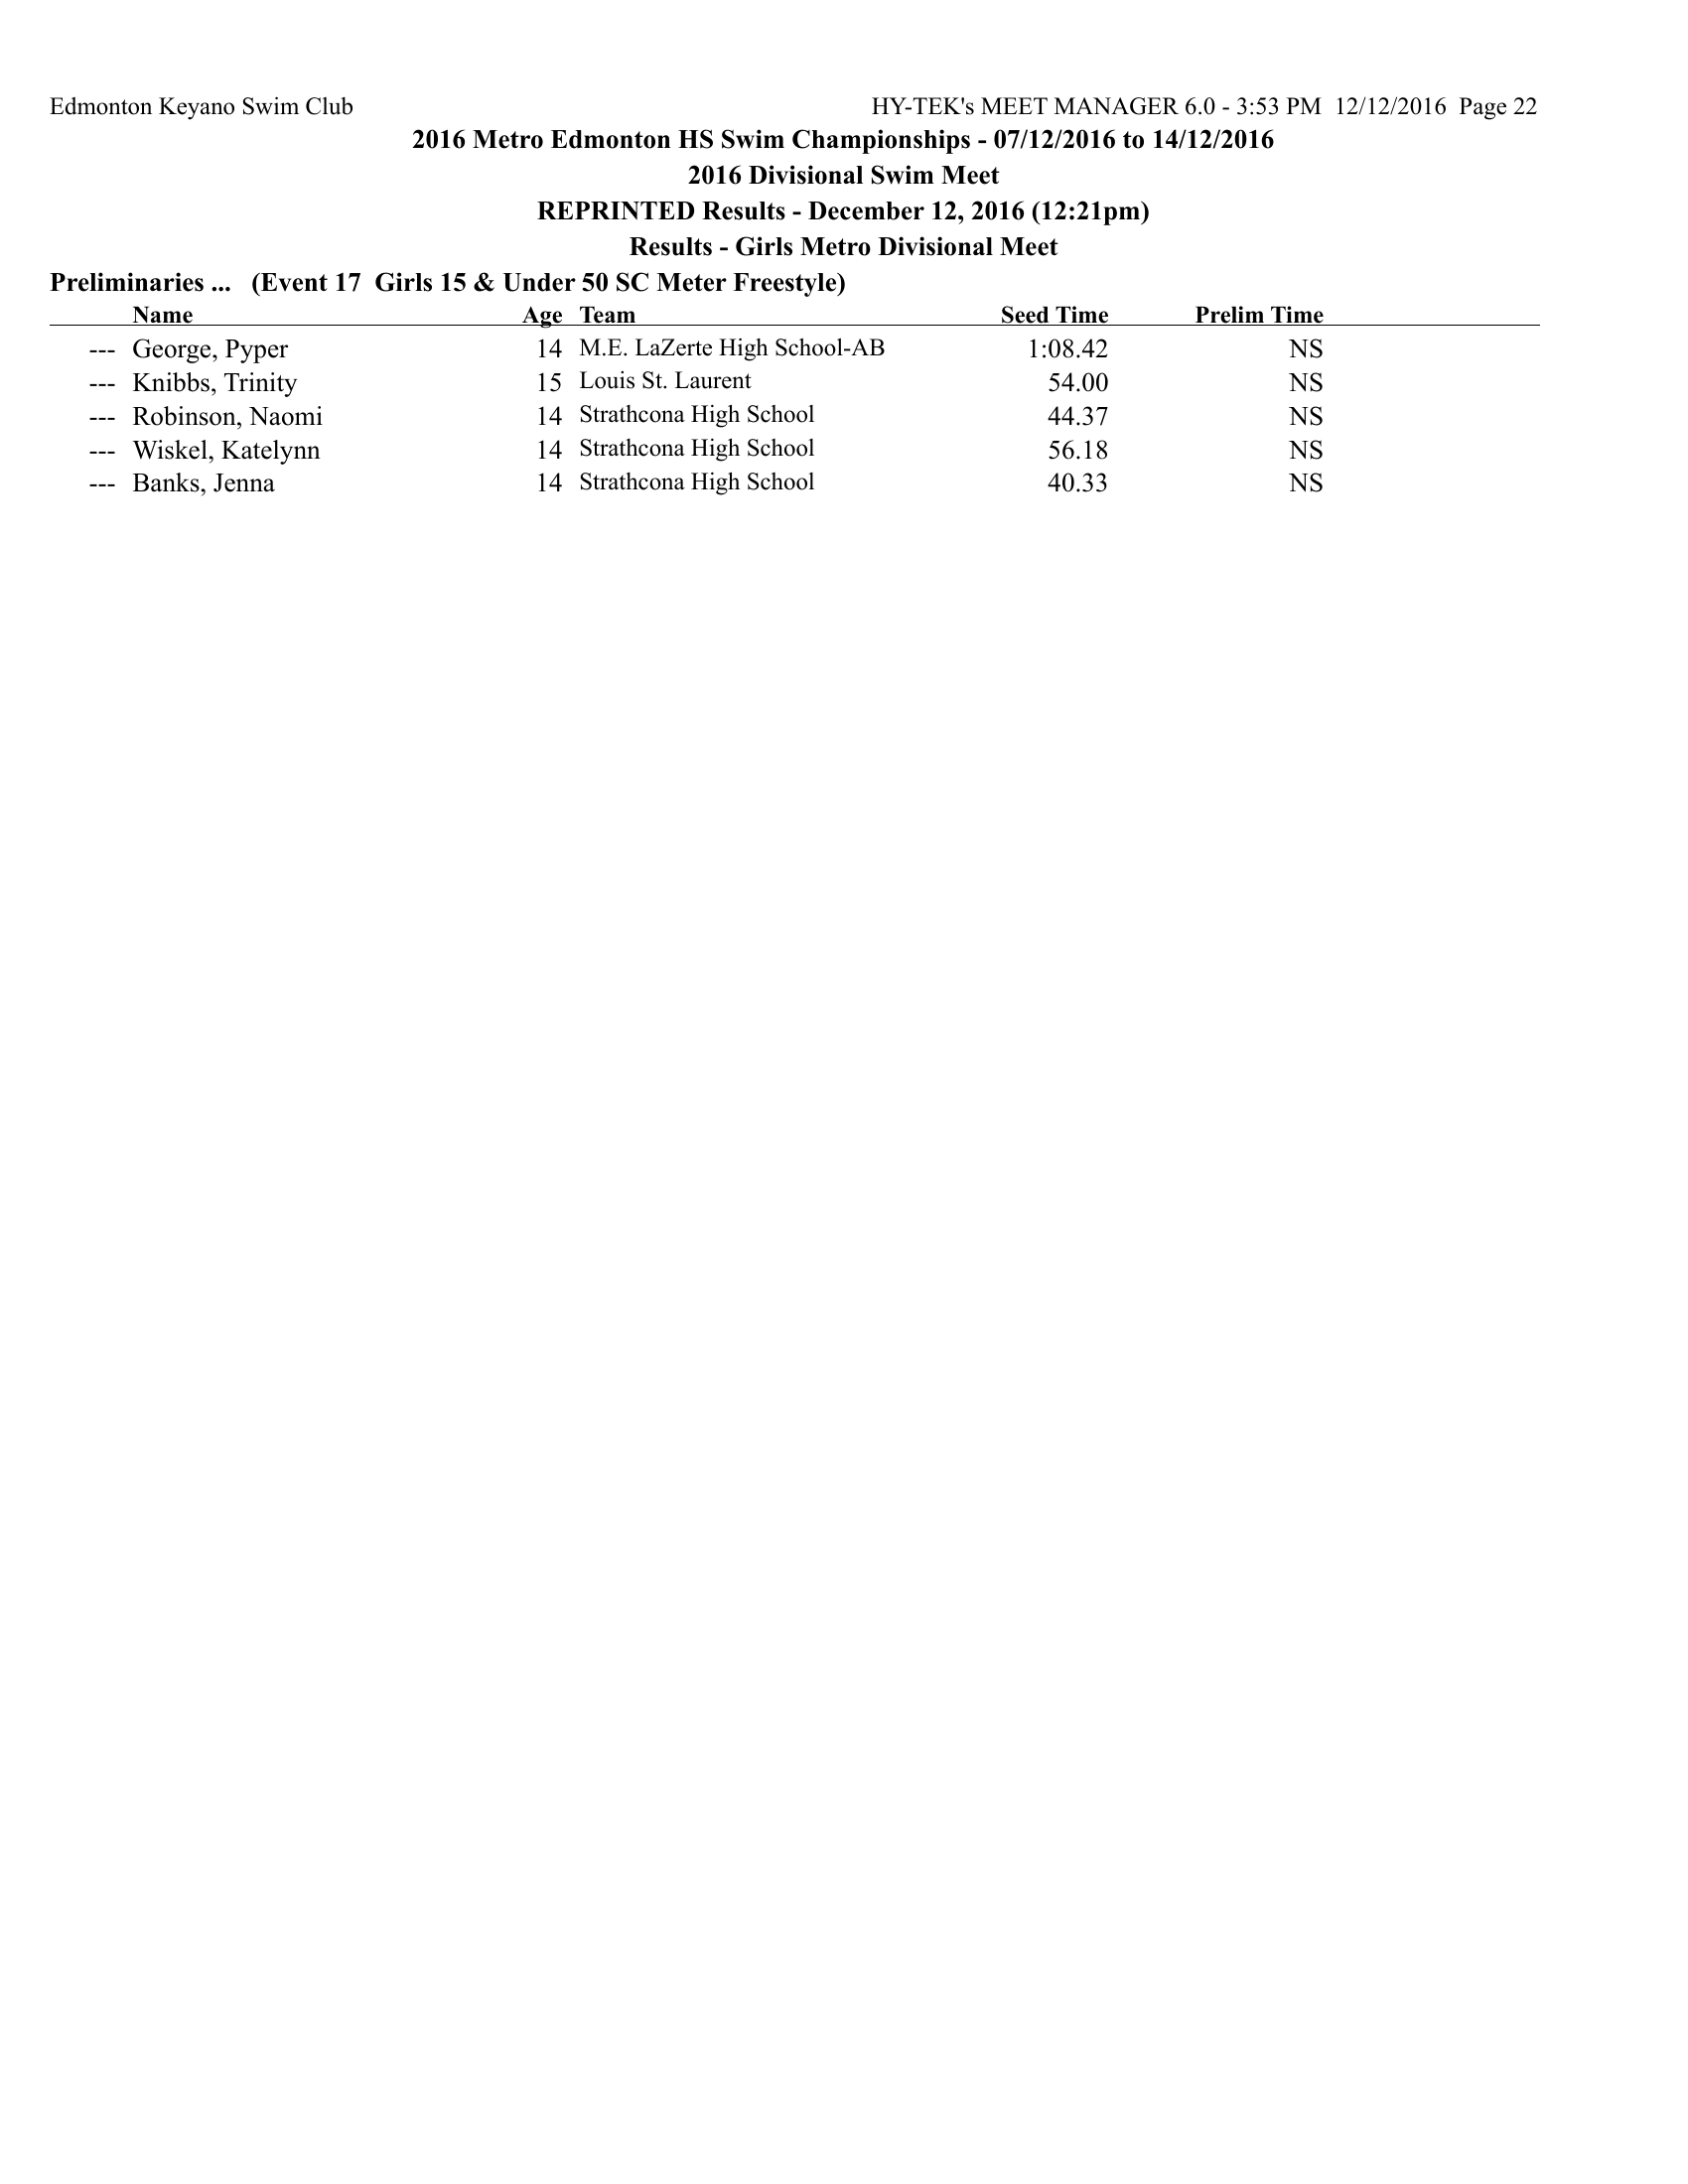 Edmonton Keyano Swim Club HY-TEK's MEET MANAGER 6.0 - 3:53 PM 12/12/2016 Page 22
2016 Metro Edmonton HS Swim Championships - 07/12/2016 to 14/12/2016
2016 Divisional Swim Meet
REPRINTED Results - December 12, 2016 (12:21pm)
Results - Girls Metro Divisional Meet
Preliminaries ... (Event 17 Girls 15 & Under 50 SC Meter Freestyle)
Name Age Team Seed Time Prelim Time
--- George, Pyper 14 M.E. LaZerte High School-AB 1:08.42 NS
--- Knibbs, Trinity 15 Louis St. Laurent 54.00 NS
--- Robinson, Naomi 14 Strathcona High School 44.37 NS
--- Wiskel, Katelynn 14 Strathcona High School 56.18 NS
--- Banks, Jenna 14 Strathcona High School 40.33 NS